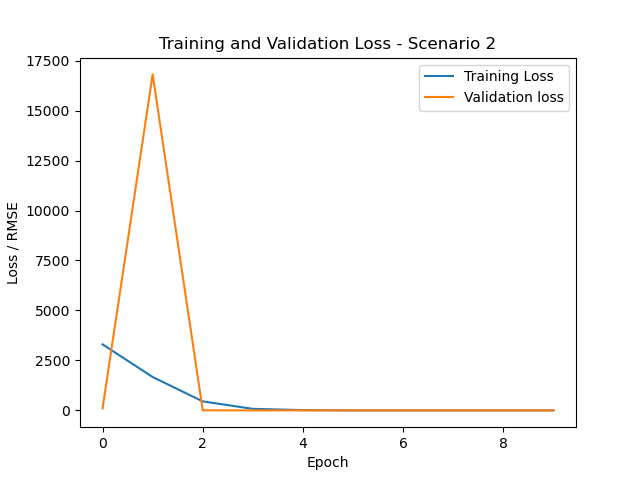 Training and Validation Loss - Scenario 2
17500
15000
12500
10000
7500
5000
2500
0
Loss / RMSE
Training Loss
Validation loss
0 2 4 6 8
Epoch